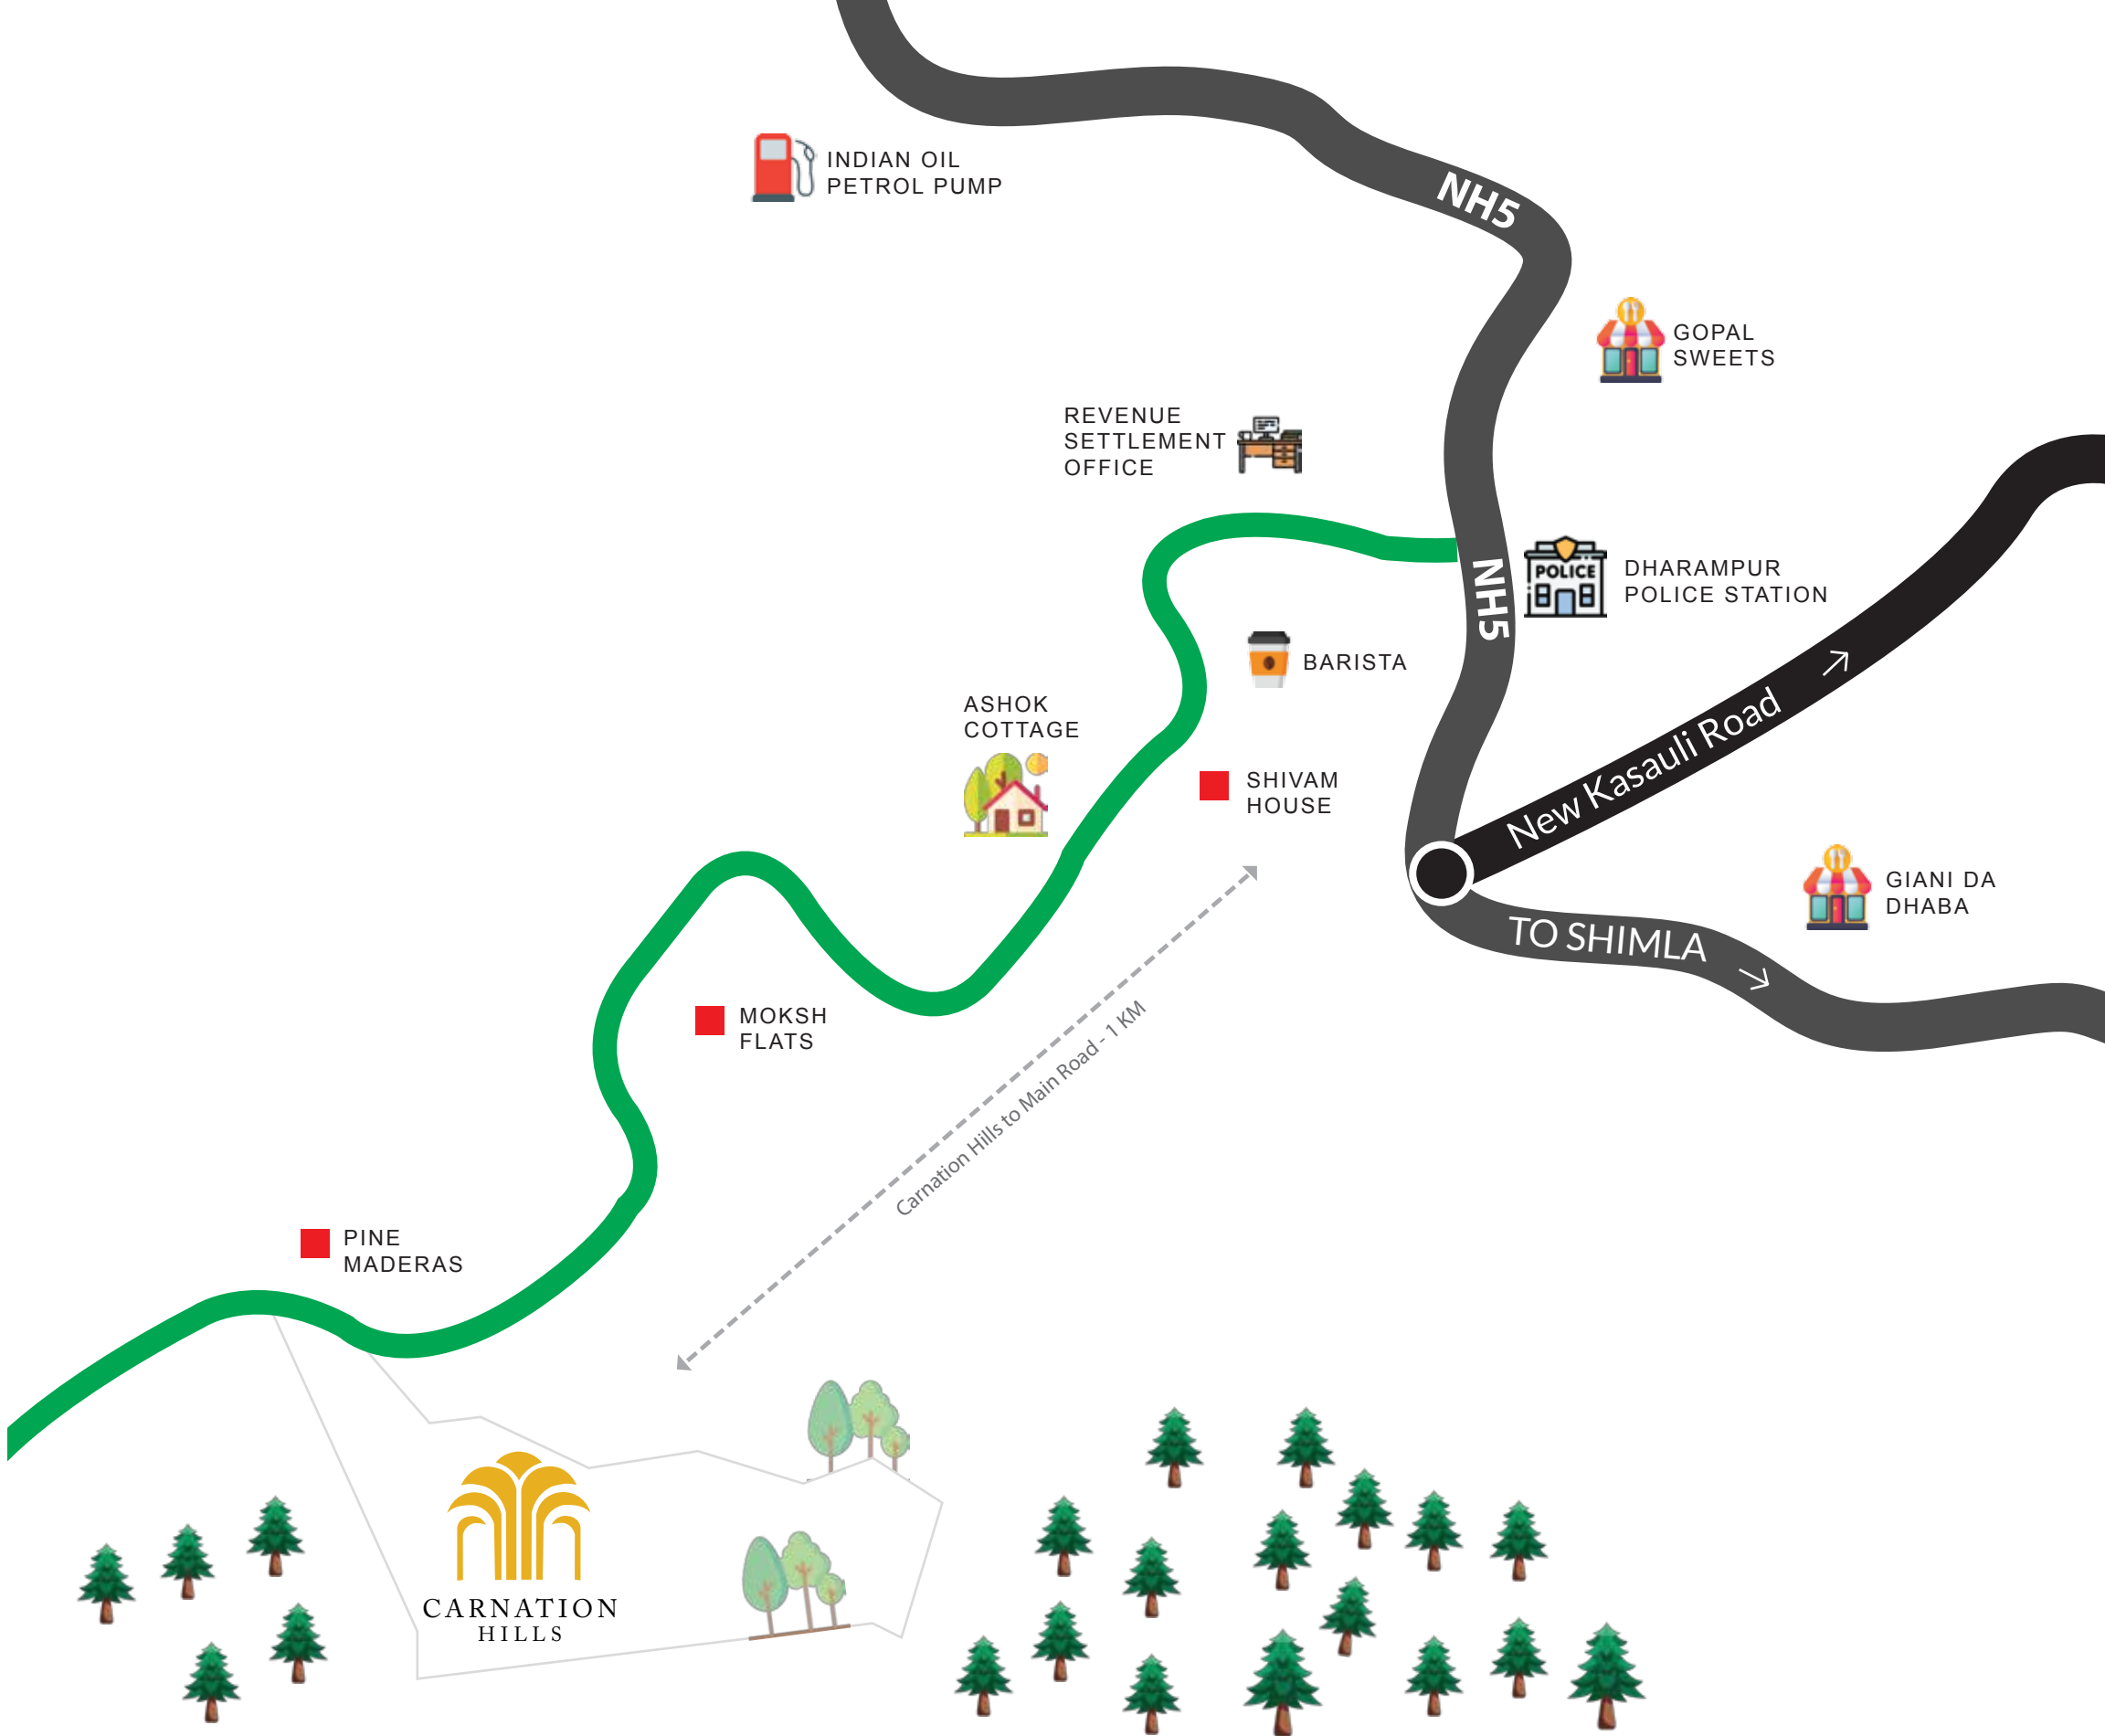 INDIAN OIL
PETROL PUMP
NH5
GOPAL
SWEETS
REVENUE
SETTLEMENT
OFFICE
NH5
POLICE
DHARAMPUR
POLICE STATION
BARISTA
ASHOK
COTTAGE
New Kasauli Road
SHIVAM
HOUSE
GIANI DA
DHABA
TO SHIMLA
MOKSH
FLATS
Carnation Hills to Main Road - 1 KM
PINE
MADERAS
CARNATION
HILLS